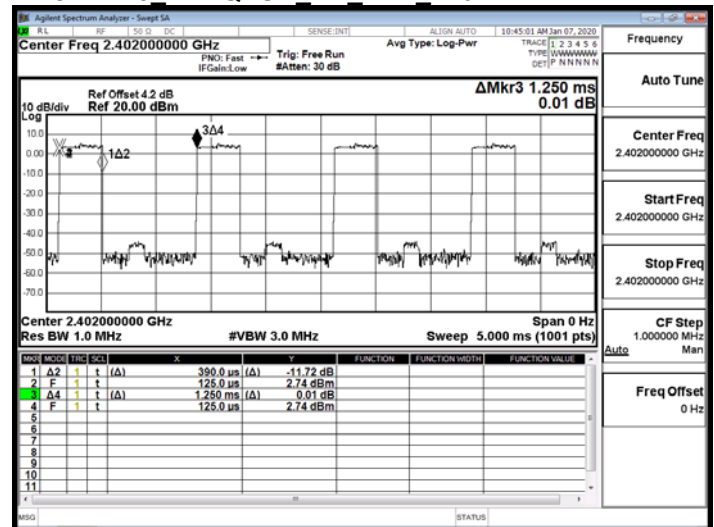 Agilent Spectrum Analyzer - Swept SA
RL RF 50 Ω DC SENSE:INT ALIGN AUTO 10:45:01 AM Jan 07, 2020
Center Freq 2.402000000 GHz
PNO: Fast
IFGain:Low
Trig: Free Run
#Atten: 30 dB
Avg Type: Log-Pwr
TRACE 1 2 3 4 5 6
TYPE WWWWWW
DET P N N N N N
Ref Offset 4.2 dB
10 dB/div Ref 20.00 dBm
Log
ΔMkr3 1.250 ms
0.01 dB
10.0
0.00
-10.0
-20.0
-30.0
-40.0
-50.0
-60.0
-70.0
1Δ2
3Δ4
Center 2.402000000 GHz
Span 0 Hz
Res BW 1.0 MHz #VBW 3.0 MHz Sweep 5.000 ms (1001 pts)
MKR MODE TRC SCL X Y FUNCTION FUNCTION WIDTH FUNCTION VALUE
1 Δ2 1 t (Δ) 390.0 µs (Δ) -11.72 dB
2 F 1 t 125.0 µs 2.74 dBm
3 Δ4 1 t (Δ) 1.250 ms (Δ) 0.01 dB
4 F 1 t 125.0 µs 2.74 dBm
5
6
7
8
9
10
11
MSG STATUS
Frequency
Auto Tune
Center Freq
2.402000000 GHz
Start Freq
2.402000000 GHz
Stop Freq
2.402000000 GHz
CF Step
1.000000 MHz
Auto Man
Freq Offset
0 Hz